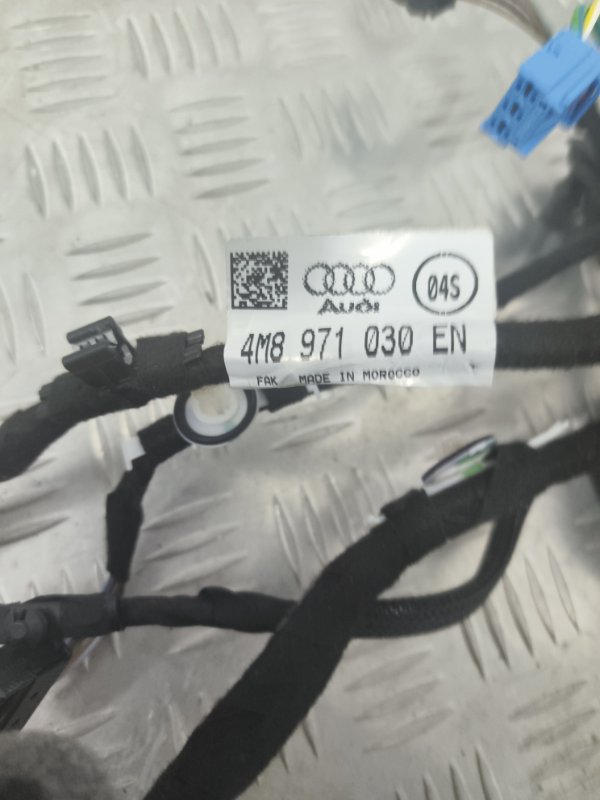 Audi
04S
4M8 971 030 EN
FAK MADE IN MOROCCO